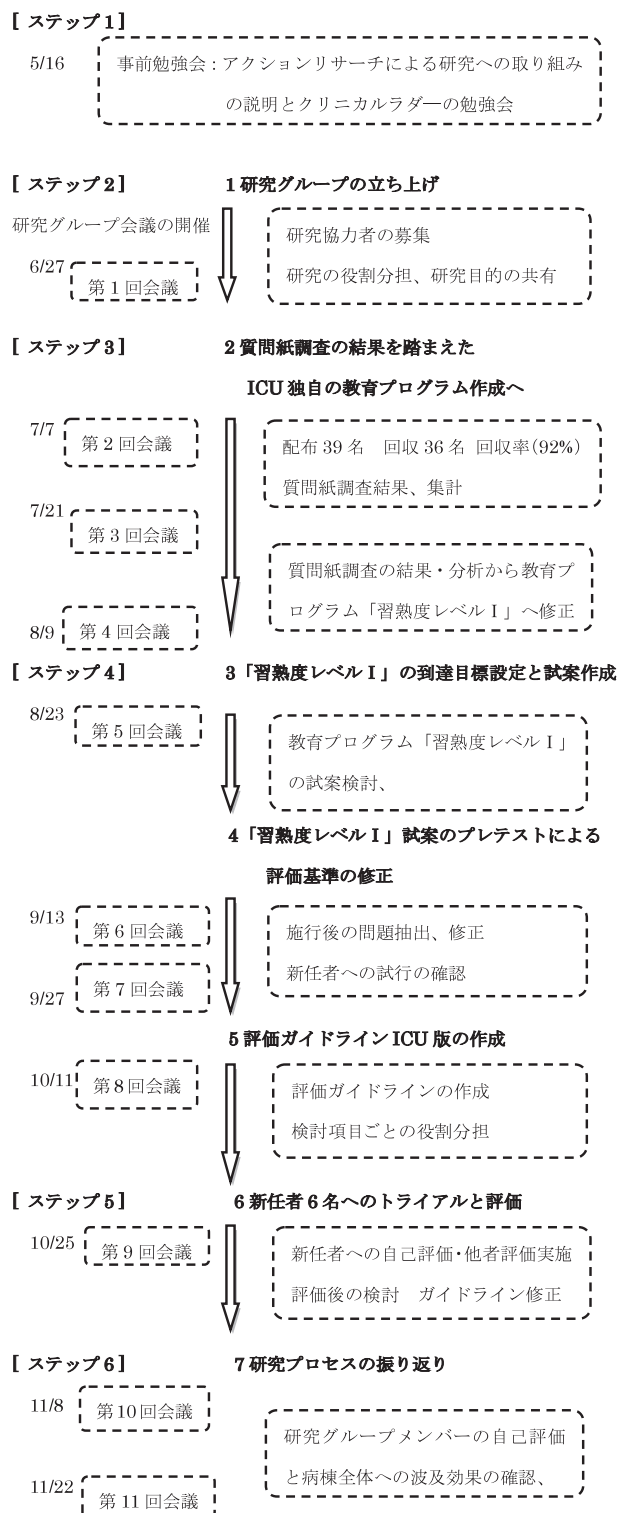 [ ステップ1]
5/16
事前勉強会：アクションリサーチによる研究への取り組み
の説明とクリニカルラダーの勉強会
[ ステップ2]
1 研究グループの立ち上げ
研究グループ会議の開催
6/27
第 1 回会議
研究協力者の募集
研究の役割分担、研究目的の共有
[ ステップ3]
2 質問紙調査の結果を踏まえた
ICU 独自の教育プログラム作成へ
7/7
第 2 回会議
配布 39 名　回収 36 名 回収率(92%)
質問紙調査結果、集計
7/21
第 3 回会議
質問紙調査の結果・分析から教育プ
ログラム「習熟度レベルⅠ」へ修正
8/9
第 4 回会議
[ ステップ4]
3「習熟度レベルⅠ」の到達目標設定と試案作成
8/23
第 5 回会議
教育プログラム「習熟度レベルⅠ」
の試案検討、
4「習熟度レベルⅠ」試案のプレテストによる
評価基準の修正
9/13
第 6 回会議
施行後の問題抽出、修正
新任者への試行の確認
9/27
第 7 回会議
5 評価ガイドライン ICU 版の作成
10/11
第 8 回会議
評価ガイドラインの作成
検討項目ごとの役割分担
[ ステップ5]
6 新任者 6 名へのトライアルと評価
10/25
第 9 回会議
新任者への自己評価・他者評価実施
評価後の検討　ガイドライン修正
[ ステップ6]
7 研究プロセスの振り返り
11/8
第 10 回会議
研究グループメンバーの自己評価
と病棟全体への波及効果の確認、
11/22
第 11 回会議